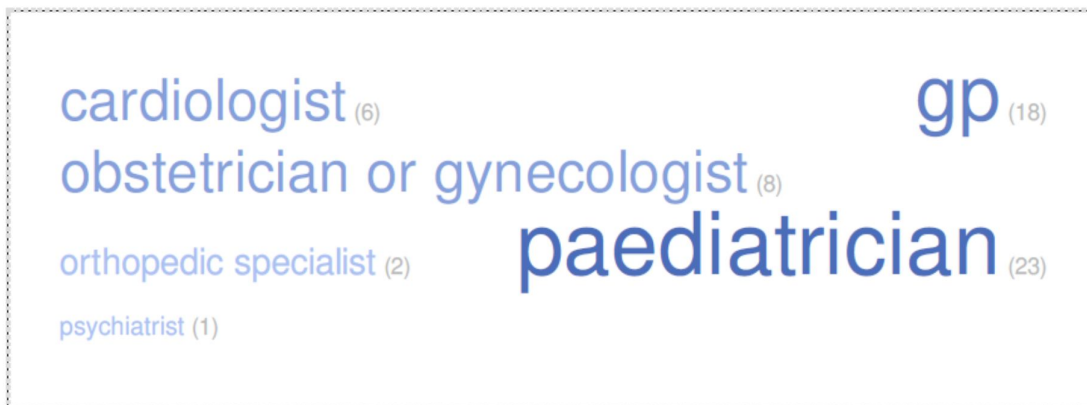 cardiologist (6) gp (18)
obstetrician or gynecologist (8)
orthopedic specialist (2) paediatrician (23)
psychiatrist (1)